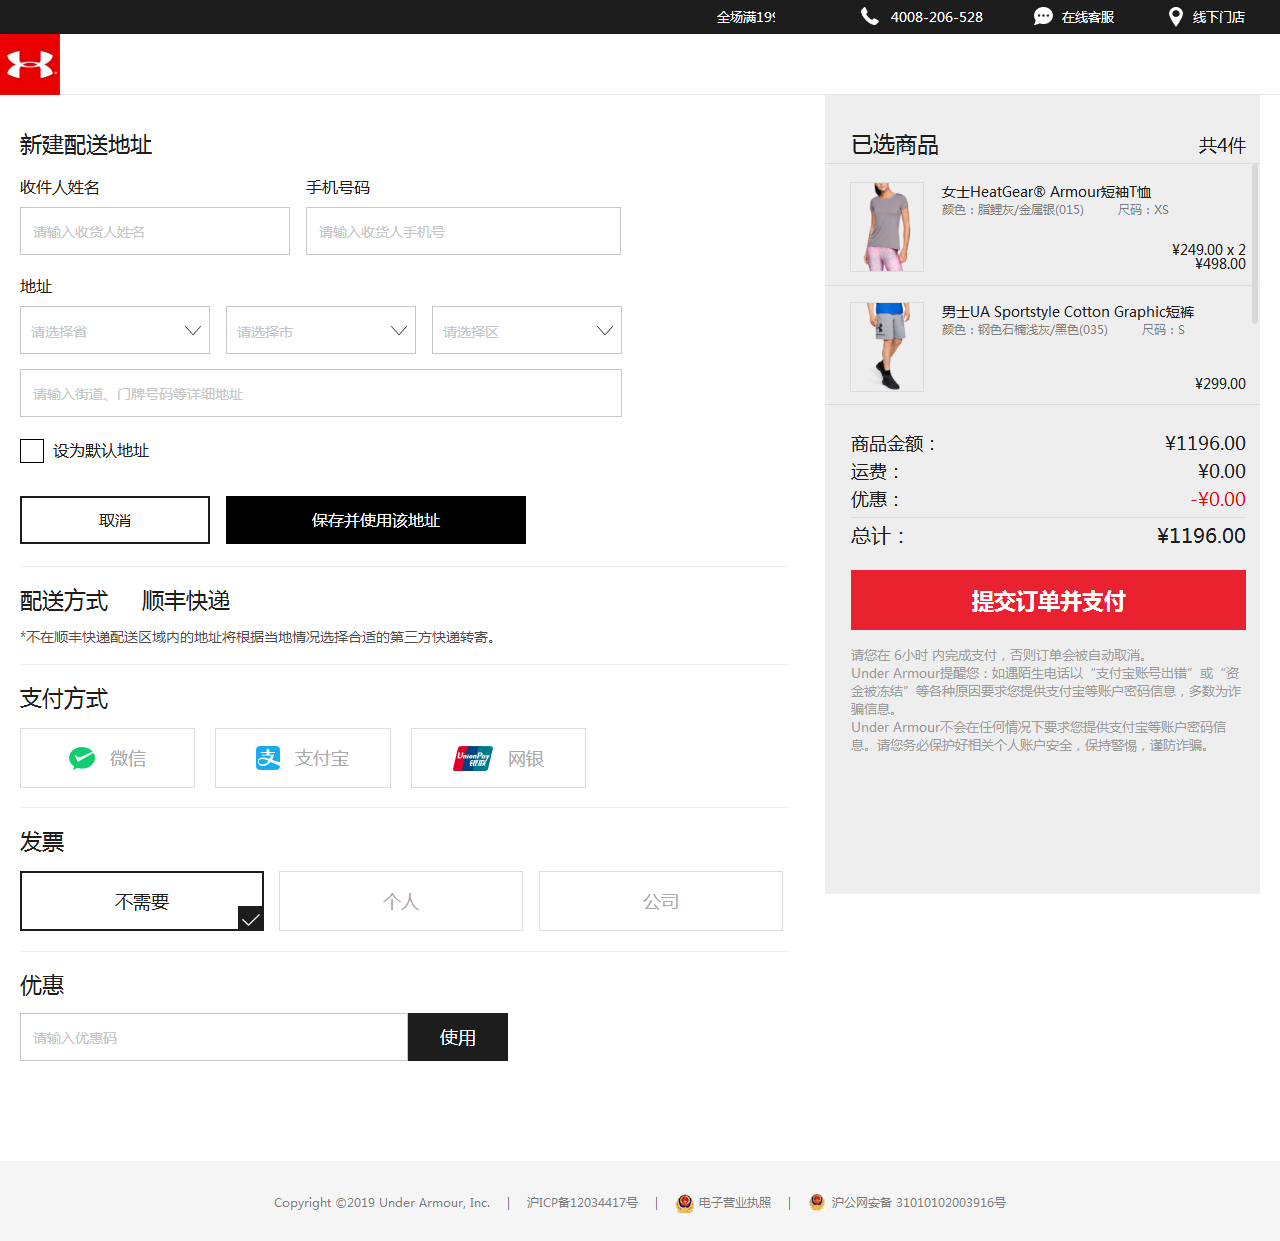 全场满199
4008-206-528
在线客服
线下门店
新建配送地址
收件人姓名
手机号码
请输入收货人姓名
请输入收货人手机号
地址
请选择省
请选择市
请选择区
请输入街道、门牌号码等详细地址
设为默认地址
取消
保存并使用该地址
配送方式 顺丰快递
*不在顺丰快递配送区域内的地址将根据当地情况选择合适的第三方快递转寄。
支付方式
微信
支付宝
UnionPay
银联
网银
发票
不需要
个人
公司
优惠
请输入优惠码
使用
已选商品
共4件
女士HeatGear® Armour短袖T恤
颜色：脂鲤灰/金属银(015) 尺码：XS
¥249.00 x 2
¥498.00
男士UA Sportstyle Cotton Graphic短裤
颜色：钢色石楠浅灰/黑色(035) 尺码：S
¥299.00
商品金额： ¥1196.00
运费： ¥0.00
优惠： -¥0.00
总计： ¥1196.00
提交订单并支付
请您在 6小时 内完成支付，否则订单会被自动取消。
Under Armour提醒您：如遇陌生电话以“支付宝账号出错”或“资
金被冻结”等各种原因要求您提供支付宝等账户密码信息，多数为诈
骗信息。
Under Armour不会在任何情况下要求您提供支付宝等账户密码信
息。请您务必保护好相关个人账户安全，保持警惕，谨防诈骗。
Copyright ©2019 Under Armour, Inc. | 沪ICP备12034417号 | 电子营业执照 | 沪公网安备 31010102003916号